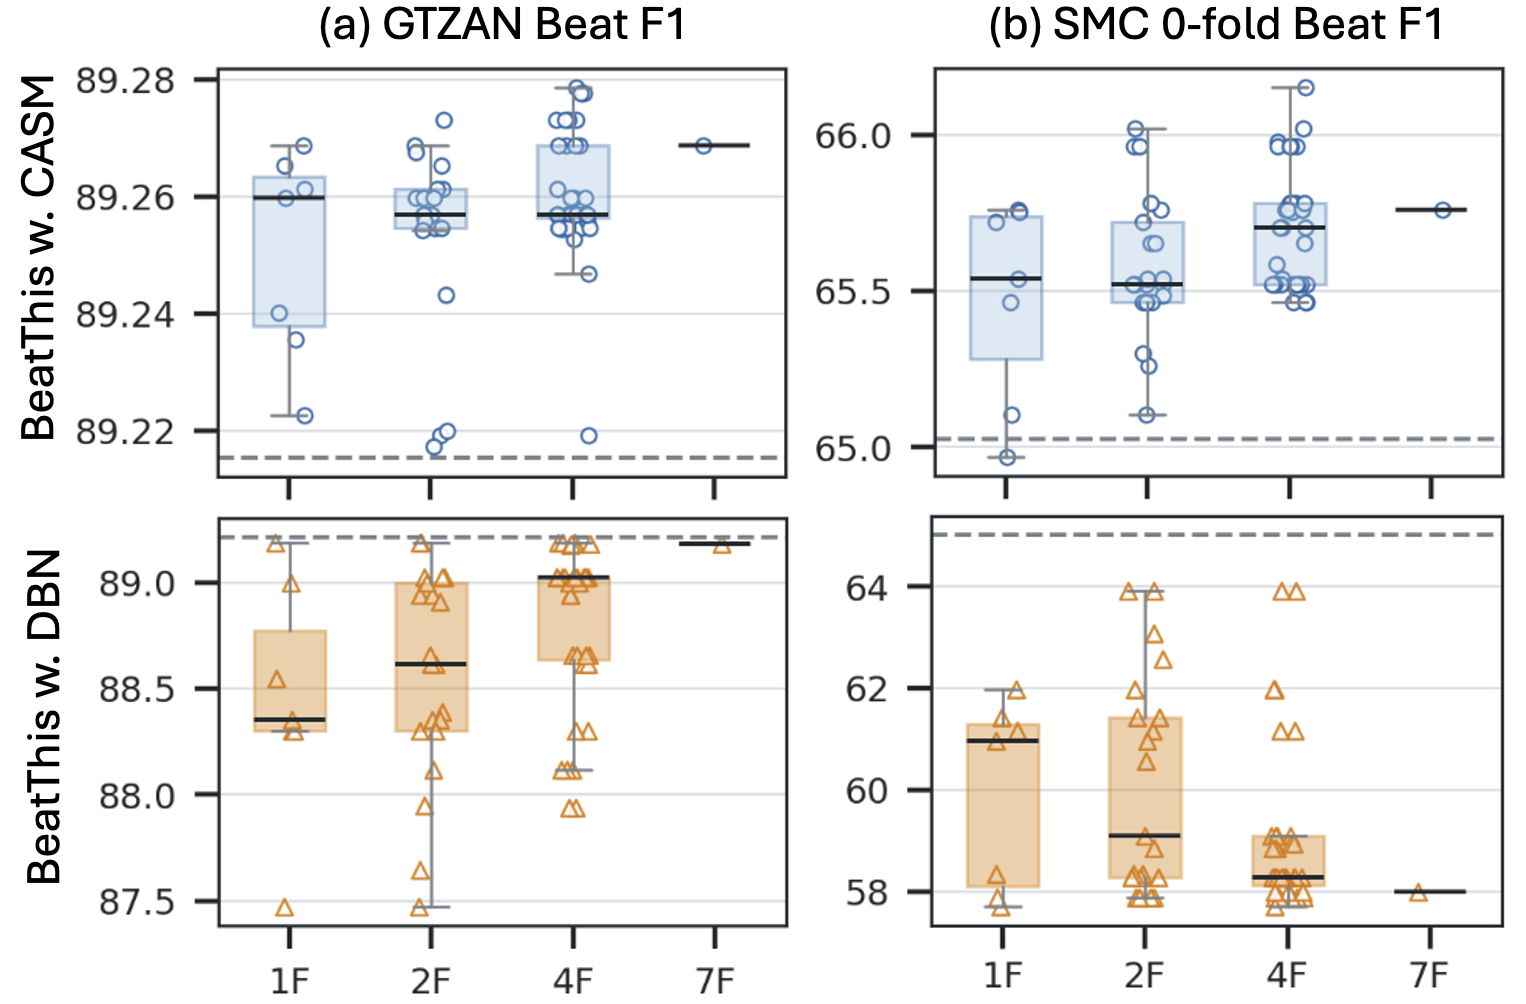 (a) GTZAN Beat F1
(b) SMC 0-fold Beat F1
BeatThis w. CASM
89.28
89.26
89.24
89.22
66.0
65.5
65.0
BeatThis w. DBN
89.0
88.5
88.0
87.5
64
62
60
58
1F 2F 4F 7F
1F 2F 4F 7F